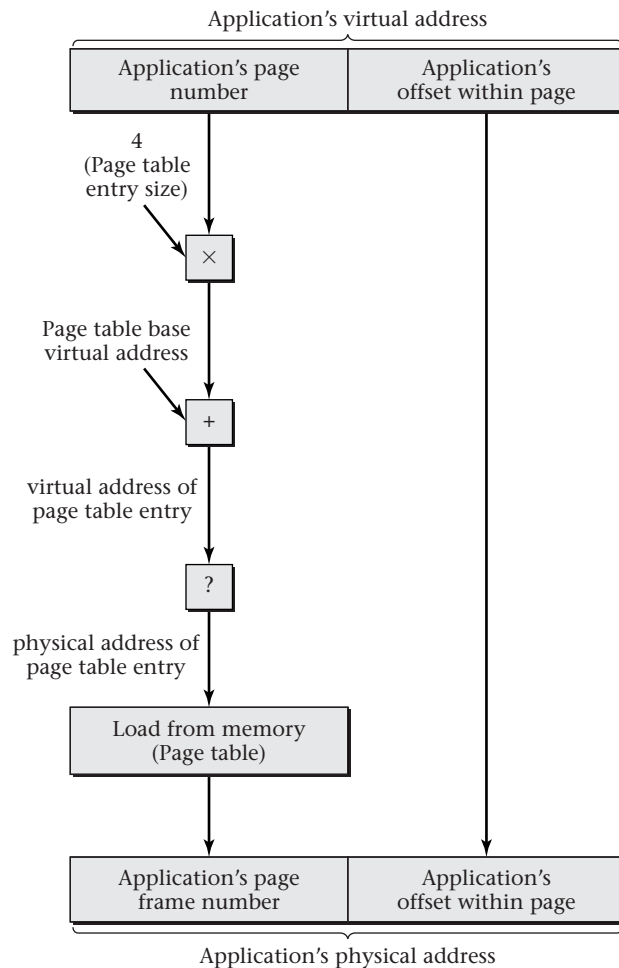 Application’s virtual address
Application’s page
number
Application’s
offset within page
4
(Page table
entry size)
×
Page table base
virtual address
+
virtual address of
page table entry
?
physical address of
page table entry
Load from memory
(Page table)
Application’s page
frame number
Application’s
offset within page
Application’s physical address